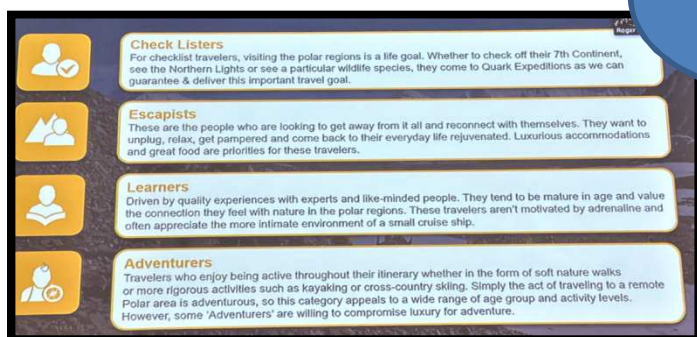 Roger
Check Listers
For checklist travelers, visiting the polar regions is a life goal. Whether to check off their 7th Continent,
see the Northern Lights or see a particular wildlife species, they come to Quark Expeditions as we can
guarantee & deliver this important travel goal.
Escapists
These are the people who are looking to get away from it all and reconnect with themselves. They want to
unplug, relax, get pampered and come back to their everyday life rejuvenated. Luxurious accommodations
and great food are priorities for these travelers.
Learners
Driven by quality experiences with experts and like-minded people. They tend to be mature in age and value
the connection they feel with nature in the polar regions. These travelers aren't motivated by adrenaline and
often appreciate the more intimate environment of a small cruise ship.
Adventurers
Travelers who enjoy being active throughout their itinerary whether in the form of soft nature walks
or more rigorous activities such as kayaking or cross-country skiing. Simply the act of traveling to a remote
Polar area is adventurous, so this category appeals to a wide range of age group and activity levels.
However, some 'Adventurers' are willing to compromise luxury for adventure.